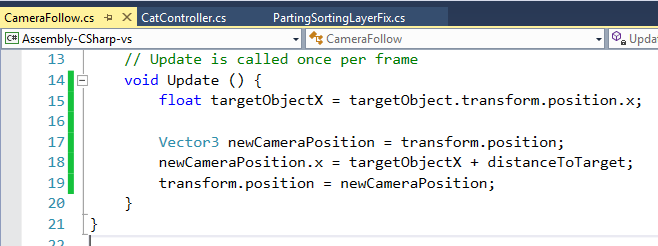 CameraFollow.cs CatController.cs PartingSortingLayerFix.cs
Assembly-CSharp-vs CameraFollow Upda
13 // Update is called once per frame
14 void Update () {
15 float targetObjectX = targetObject.transform.position.x;
16
17 Vector3 newCameraPosition = transform.position;
18 newCameraPosition.x = targetObjectX + distanceToTarget;
19 transform.position = newCameraPosition;
20 }
21 }
22